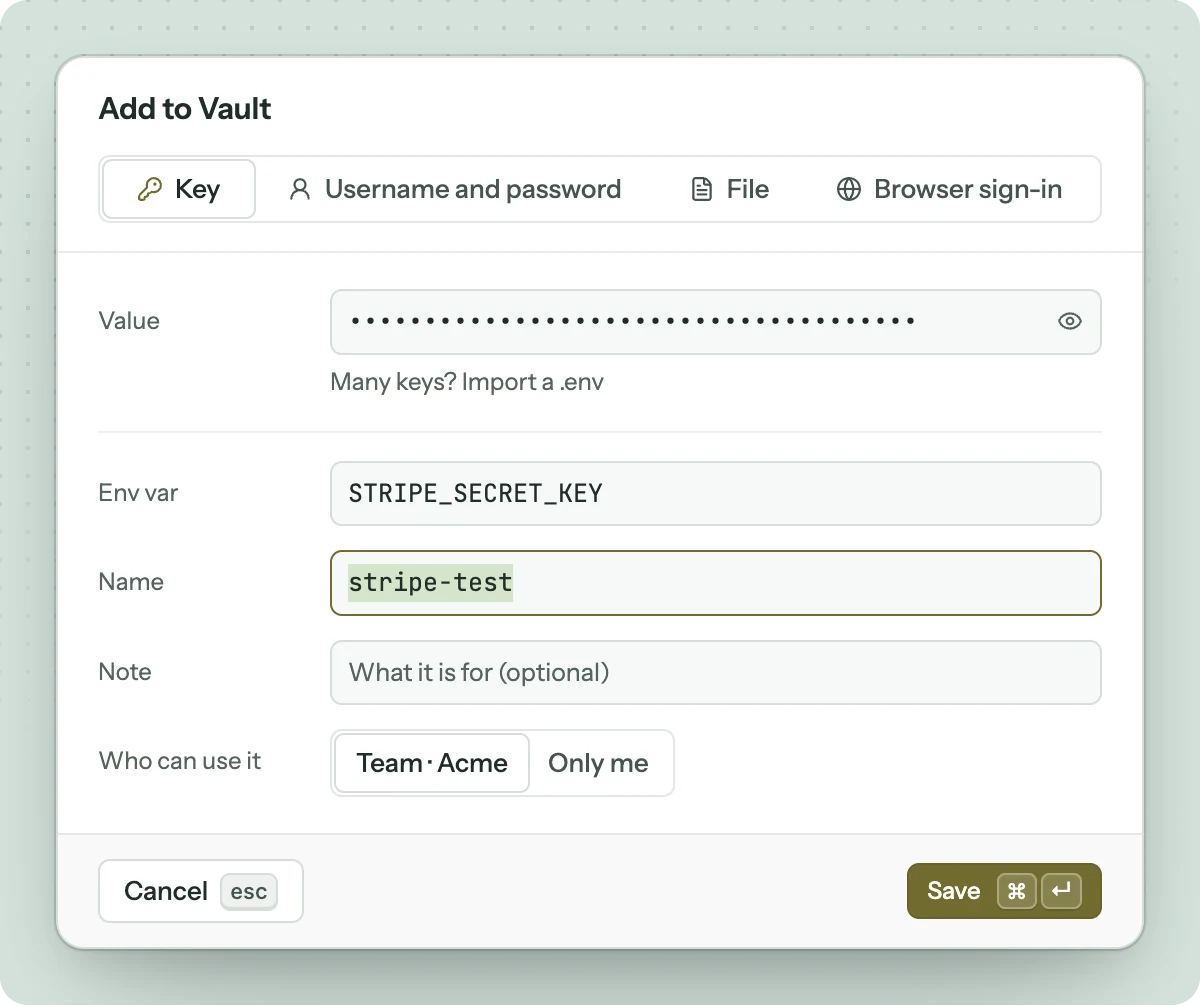 Add to Vault
Key
Username and password
File
Browser sign-in
Value
••••••••••••••••••••••••••••••••••••••
Many keys? Import a .env
Env var
STRIPE_SECRET_KEY
Name
stripe-test
Note
What it is for (optional)
Who can use it
Team · Acme
Only me
Cancel esc
Save ⌘ ↵